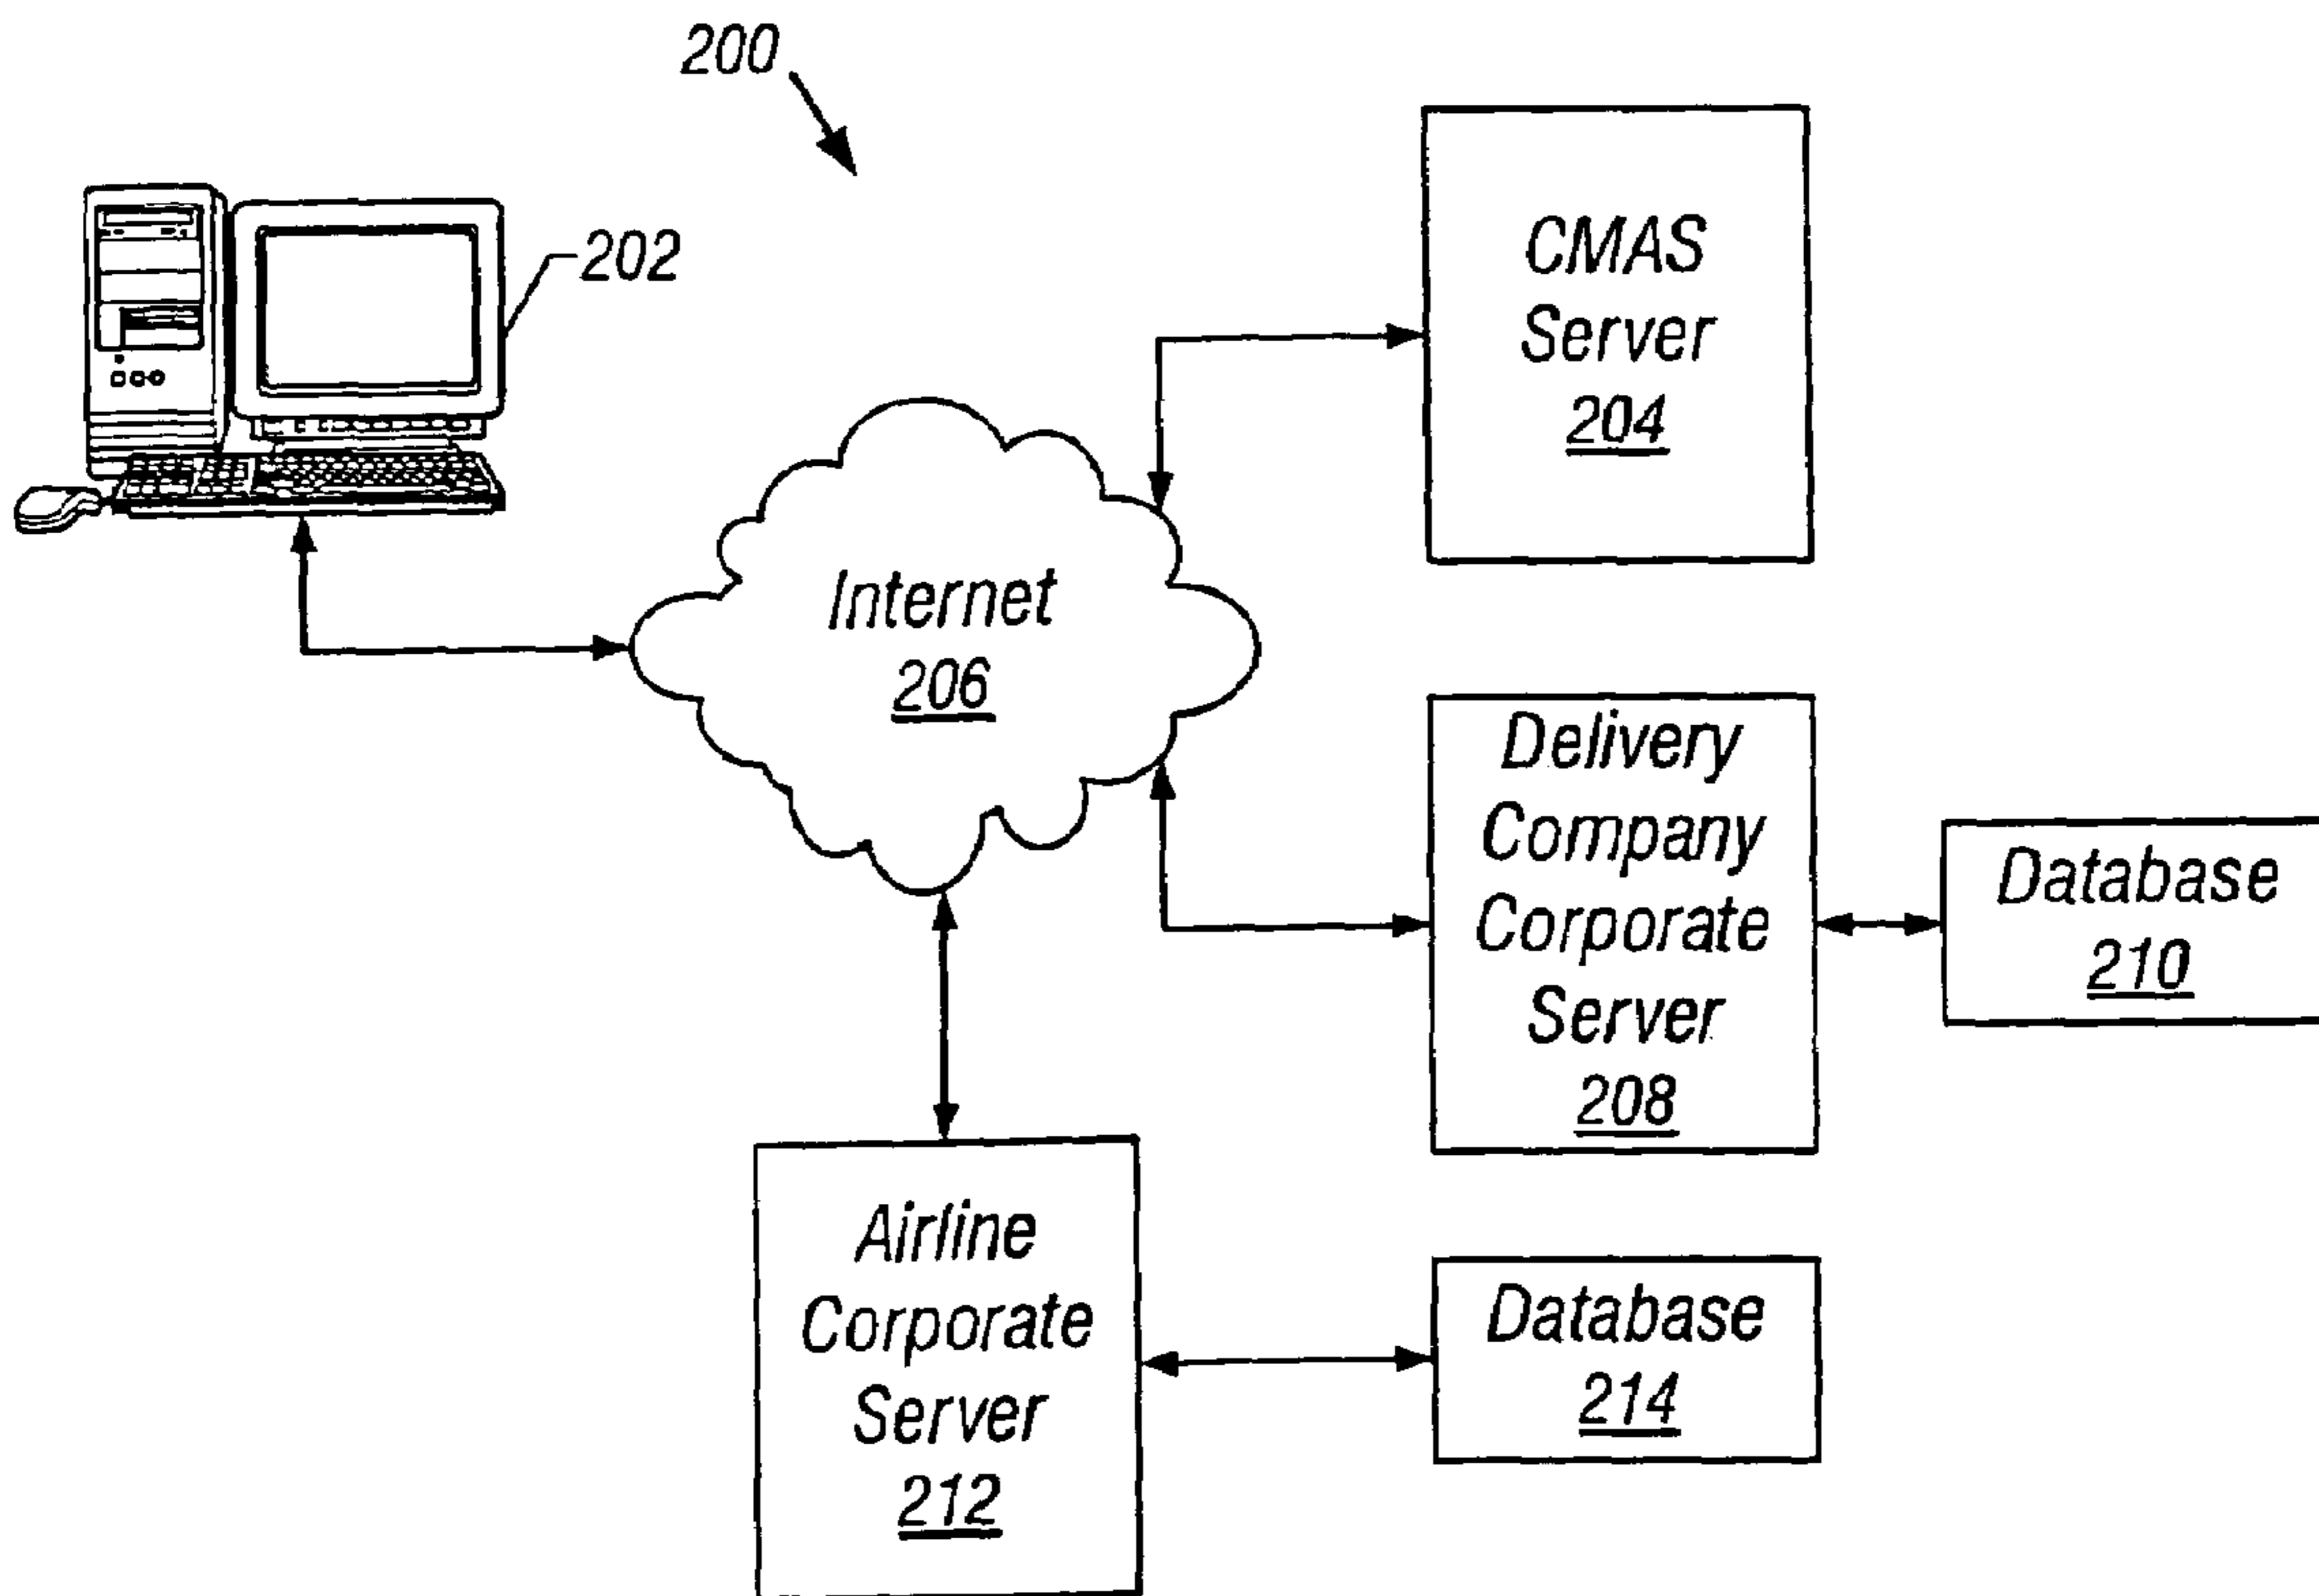 200
202
CMAS
Server
204
Internet
206
Delivery
Company
Corporate
Server
208
Database
210
Airline
Corporate
Server
212
Database
214